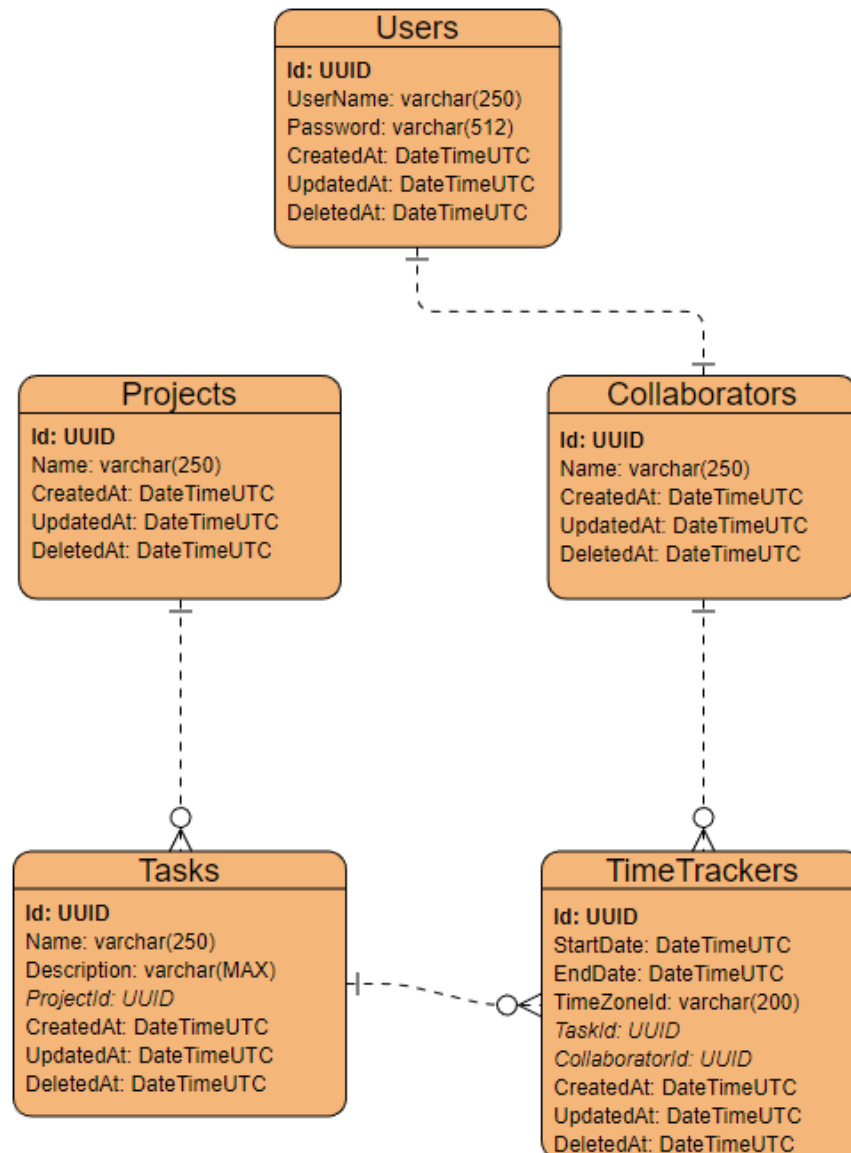 Users
Id: UUID
UserName: varchar(250)
Password: varchar(512)
CreatedAt: DateTimeUTC
UpdatedAt: DateTimeUTC
DeletedAt: DateTimeUTC
Projects
Id: UUID
Name: varchar(250)
CreatedAt: DateTimeUTC
UpdatedAt: DateTimeUTC
DeletedAt: DateTimeUTC
Collaborators
Id: UUID
Name: varchar(250)
CreatedAt: DateTimeUTC
UpdatedAt: DateTimeUTC
DeletedAt: DateTimeUTC
Tasks
Id: UUID
Name: varchar(250)
Description: varchar(MAX)
ProjectId: UUID
CreatedAt: DateTimeUTC
UpdatedAt: DateTimeUTC
DeletedAt: DateTimeUTC
TimeTrackers
Id: UUID
StartDate: DateTimeUTC
EndDate: DateTimeUTC
TimeZoneId: varchar(200)
TaskId: UUID
CollaboratorId: UUID
CreatedAt: DateTimeUTC
UpdatedAt: DateTimeUTC
DeletedAt: DateTimeUTC